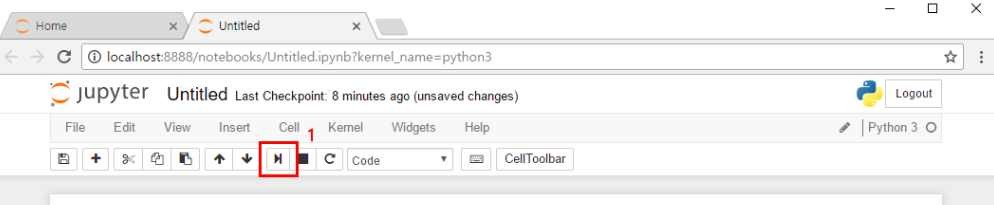 Home
Untitled
localhost:8888/notebooks/Untitled.ipynb?kernel_name=python3
jupyter Untitled Last Checkpoint: 8 minutes ago (unsaved changes) Logout
File Edit View Insert Cell Kernel Widgets Help Python 3
1
Code CellToolbar